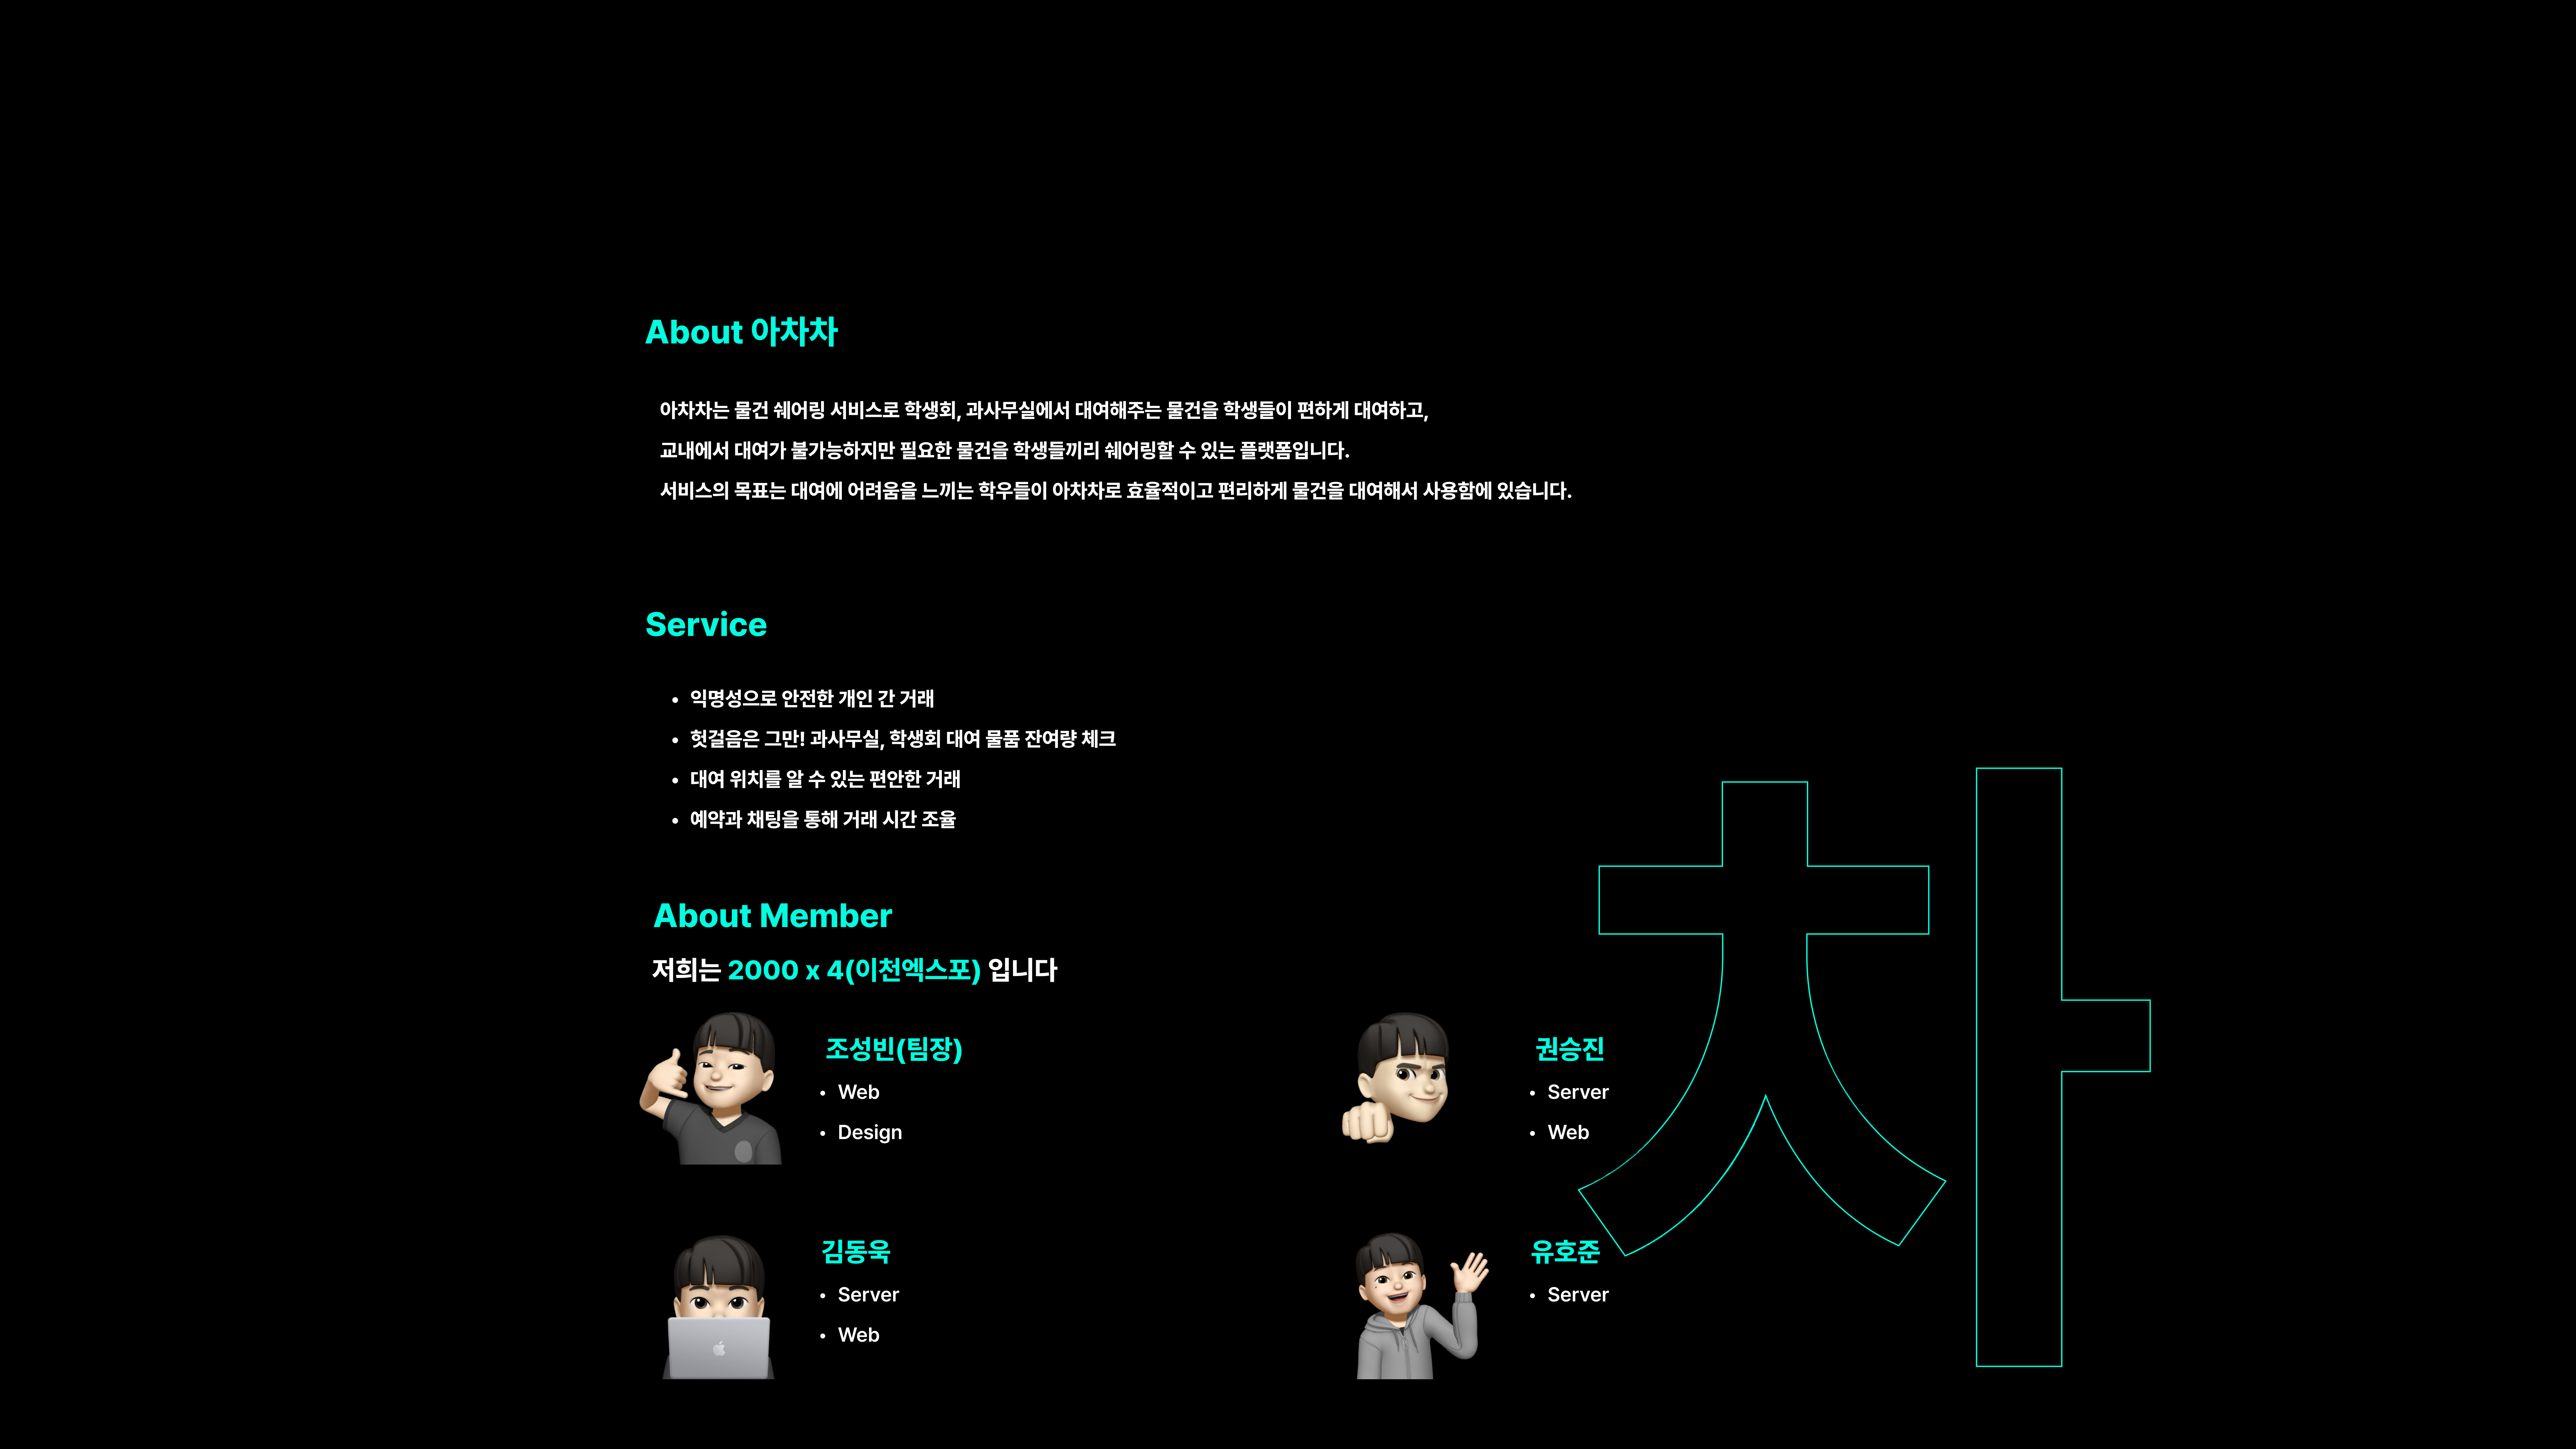 About 아차차
아차차는 물건 쉐어링 서비스로 학생회, 과사무실에서 대여해주는 물건을 학생들이 편하게 대여하고,
교내에서 대여가 불가능하지만 필요한 물건을 학생들끼리 쉐어링할 수 있는 플랫폼입니다.
서비스의 목표는 대여에 어려움을 느끼는 학우들이 아차차로 효율적이고 편리하게 물건을 대여해서 사용함에 있습니다.
Service
• 익명성으로 안전한 개인 간 거래
• 헛걸음은 그만! 과사무실, 학생회 대여 물품 잔여량 체크
• 대여 위치를 알 수 있는 편안한 거래
• 예약과 채팅을 통해 거래 시간 조율
About Member
저희는 2000 x 4(이천엑스포) 입니다
조성빈(팀장)
• Web
• Design
권승진
• Server
• Web
김동욱
• Server
• Web
유호준
• Server
차